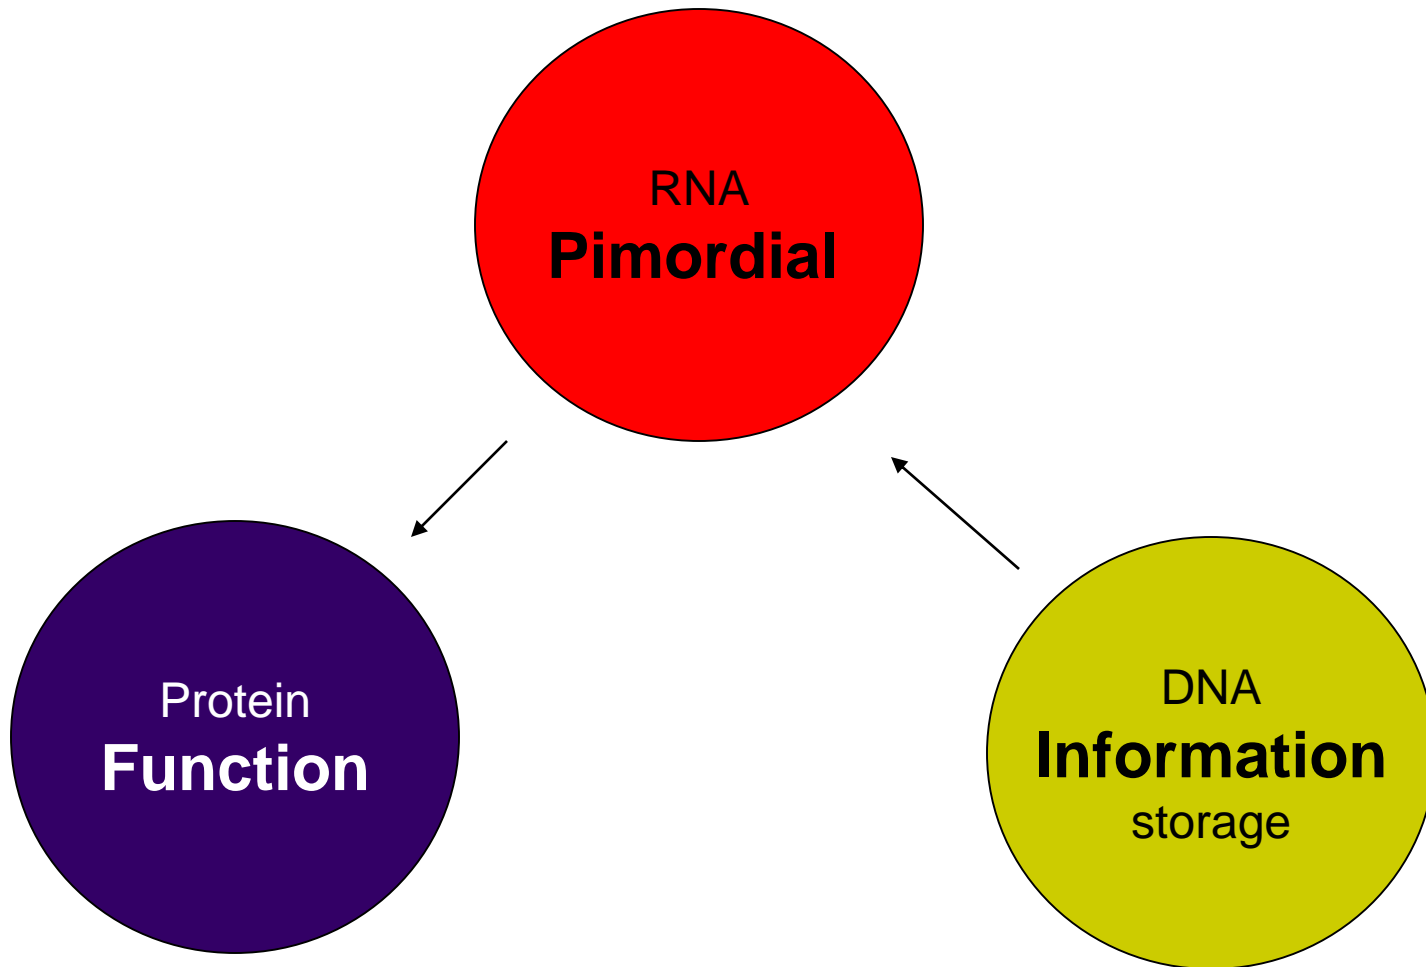 RNA
Pimordial
Protein
Function
DNA
Information
storage